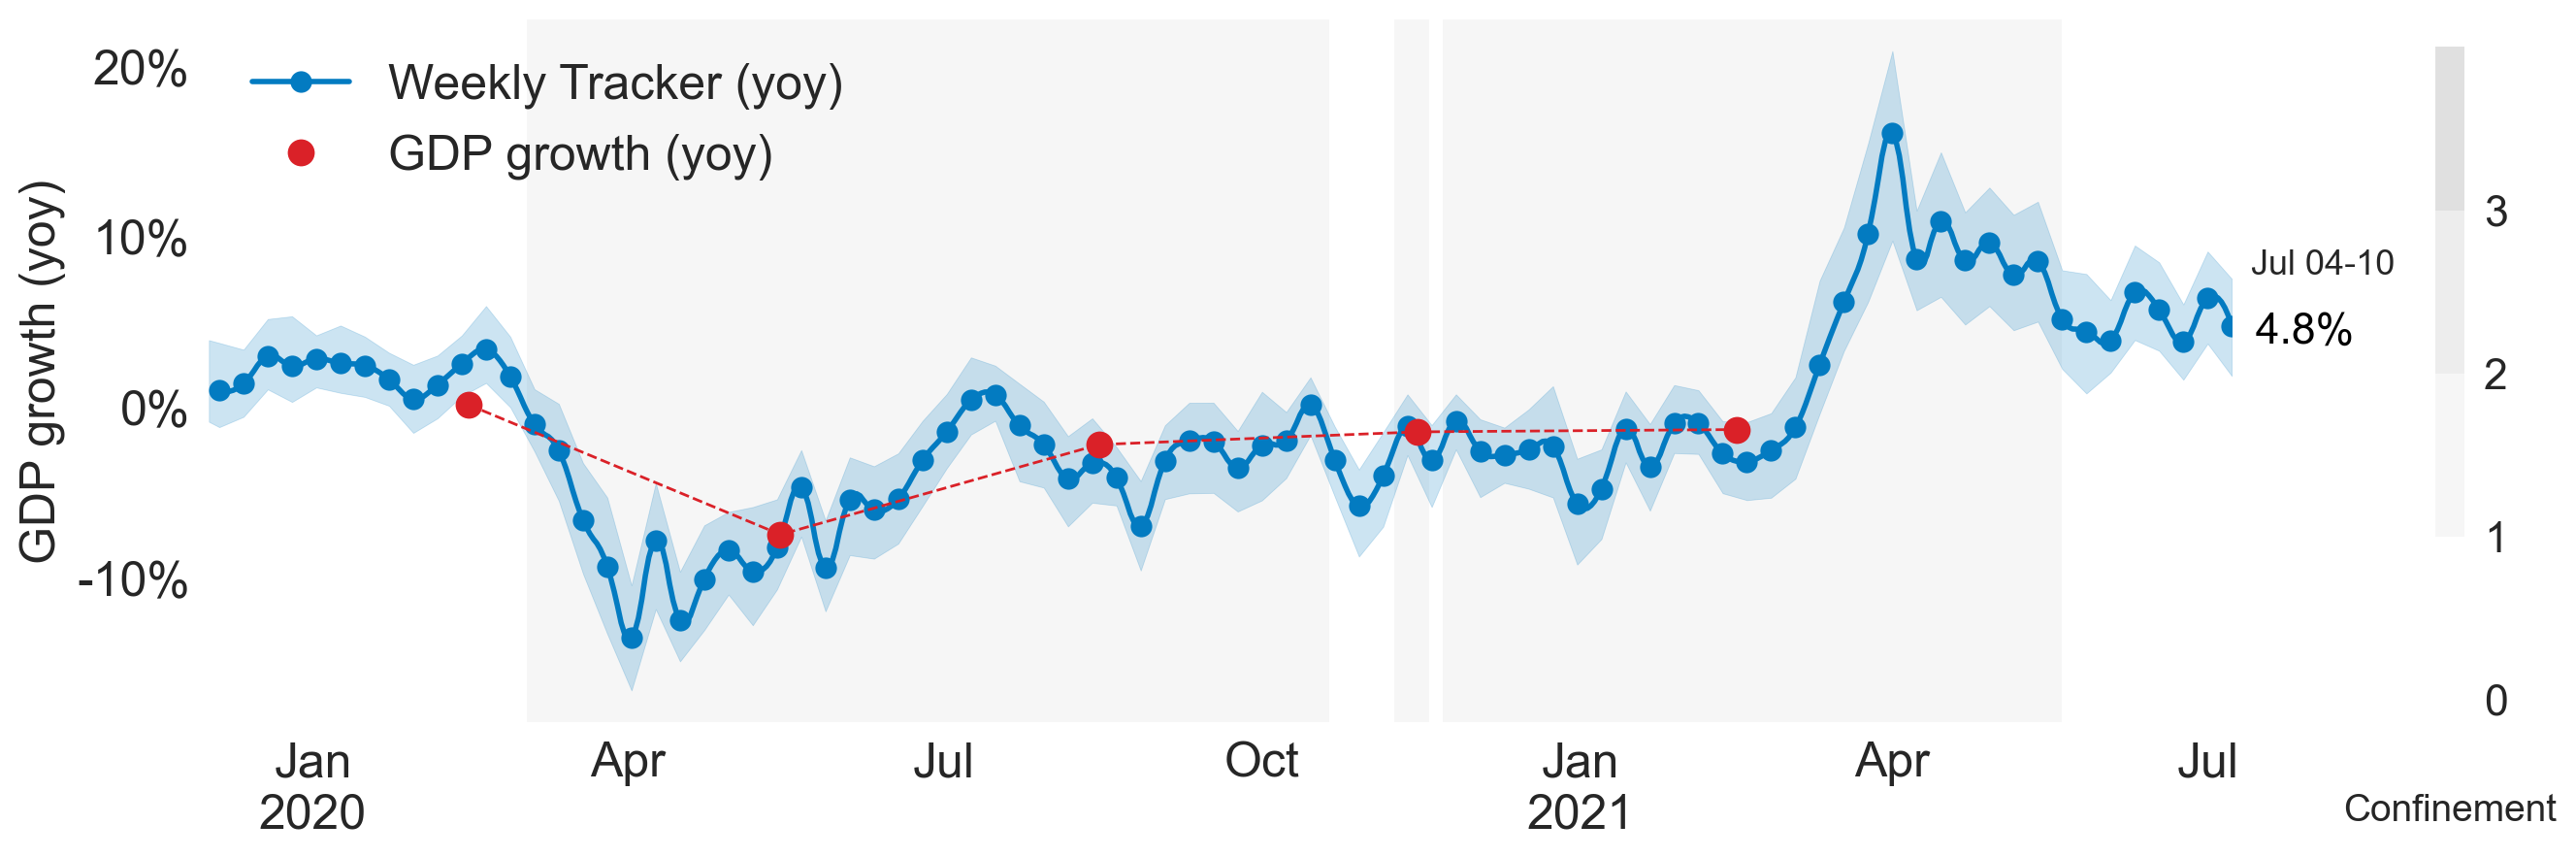 Weekly Tracker (yoy)
GDP growth (yoy)
GDP growth (yoy)
20%
10%
0%
-10%
Jan
2020
Apr
Jul
Oct
Jan
2021
Apr
Jul
Jul 04-10
4.8%
3
2
1
0
Confinement